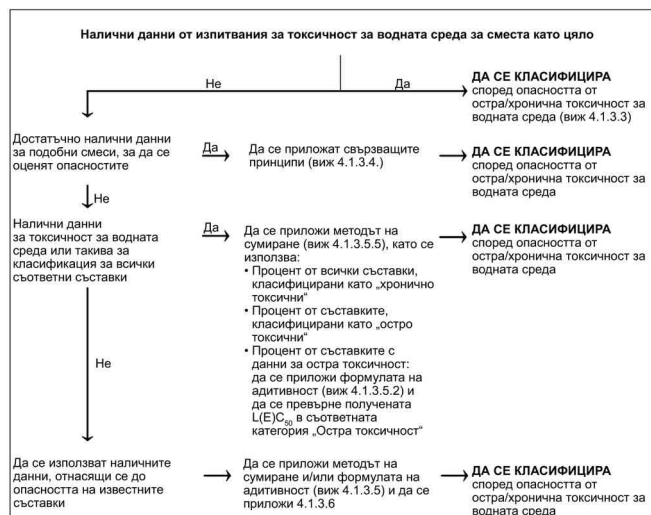 Налични данни от изпитвания за токсичност за водната среда за сместа като цяло
Не
Да
ДА СЕ КЛАСИФИЦИРА
според опасността от
остра/хронична токсичност за
водната среда (виж 4.1.3.3)
Достатъчно налични данни
за подобни смеси, за да се
оценят опасностите
Да
Да се приложат свързващите
принципи (виж 4.1.3.4.)
ДА СЕ КЛАСИФИЦИРА
според опасността от
остра/хронична токсичност за
водната среда
Не
Налични данни
за токсичност за водната
среда или такива за
класификация за всички
съответни съставки
Да
Да се приложи методът на
сумиране (виж 4.1.3.5.5), като се
използва:
• Процент от всички съставки,
класифицирани като „хронично
токсични“
• Процент от съставките,
класифицирани като „остро
токсични“
• Процент от съставките с
данни за остра токсичност:
да се приложи формулата на
адитивност (виж 4.1.3.5.2) и
да се превърне получената
L(E)C50 в съответната
категория „Остра токсичност“
ДА СЕ КЛАСИФИЦИРА
според опасността от
остра/хронична токсичност за
водната среда
Не
Да се използват наличните
данни, отнасящи се до
опасността на известните
съставки
Да се приложи методът на
сумиране и/или формулата на
адитивност (виж 4.1.3.5) и да се
приложи 4.1.3.6
ДА СЕ КЛАСИФИЦИРА
според опасността от
остра/хронична токсичност за
водната среда